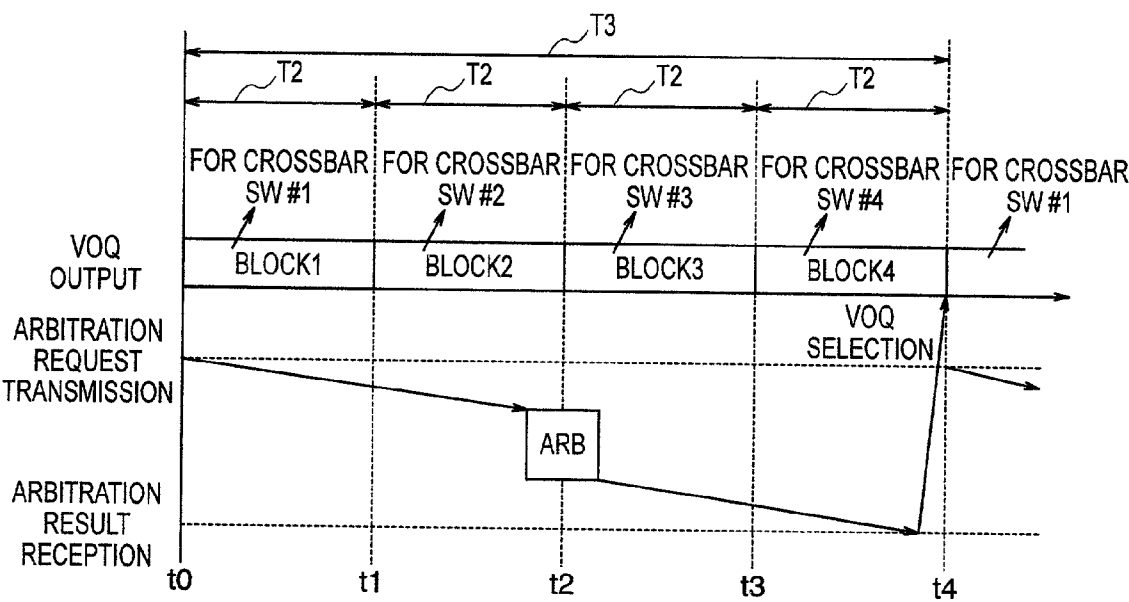 T3
T2
T2
T2
T2
FOR CROSSBAR
SW #1
FOR CROSSBAR
SW #2
FOR CROSSBAR
SW #3
FOR CROSSBAR
SW #4
FOR CROSSBAR
SW #1
VOQ
OUTPUT
BLOCK1
BLOCK2
BLOCK3
BLOCK4
ARBITRATION
REQUEST
TRANSMISSION
VOQ
SELECTION
ARB
ARBITRATION
RESULT
RECEPTION
t0
t1
t2
t3
t4